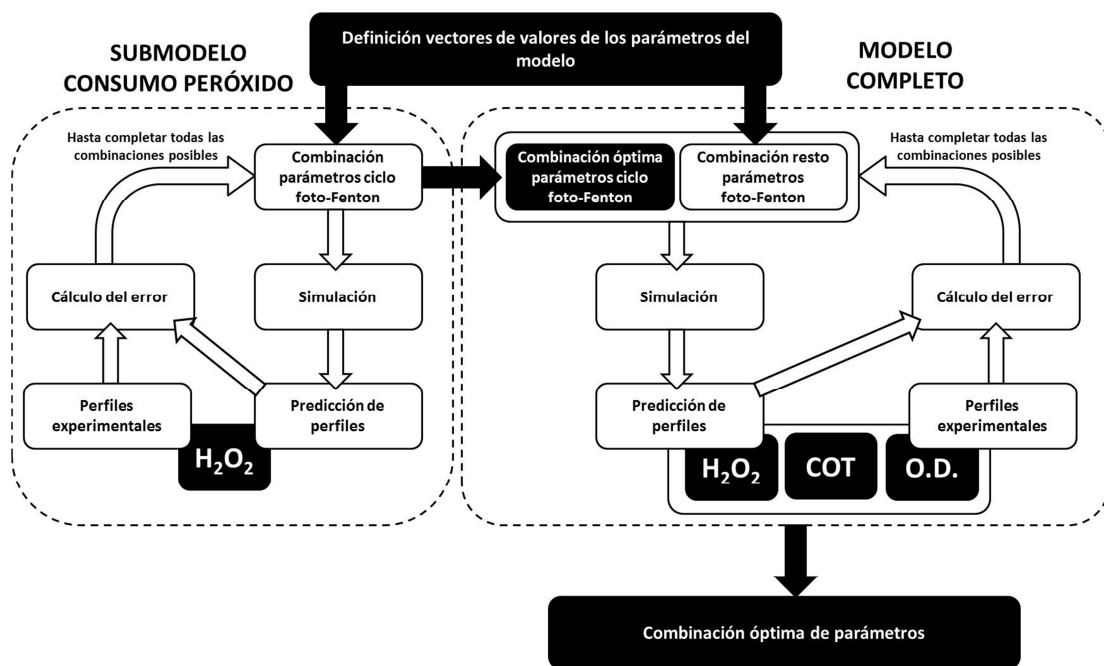 Definición vectores de valores de los parámetros del
modelo
SUBMODELO
CONSUMO PERÓXIDO
Hasta completar todas las
combinaciones posibles
Combinación
parámetros ciclo
foto-Fenton
Cálculo del error
Simulación
Perfiles
experimentales
Predicción de
perfiles
H₂O₂
MODELO
COMPLETO
Combinación óptima
parámetros ciclo
foto-Fenton
Combinación resto
parámetros
foto-Fenton
Hasta completar todas las
combinaciones posibles
Simulación
Cálculo del error
Predicción de
perfiles
Perfiles
experimentales
H₂O₂
COT
O.D.
Combinación óptima de parámetros